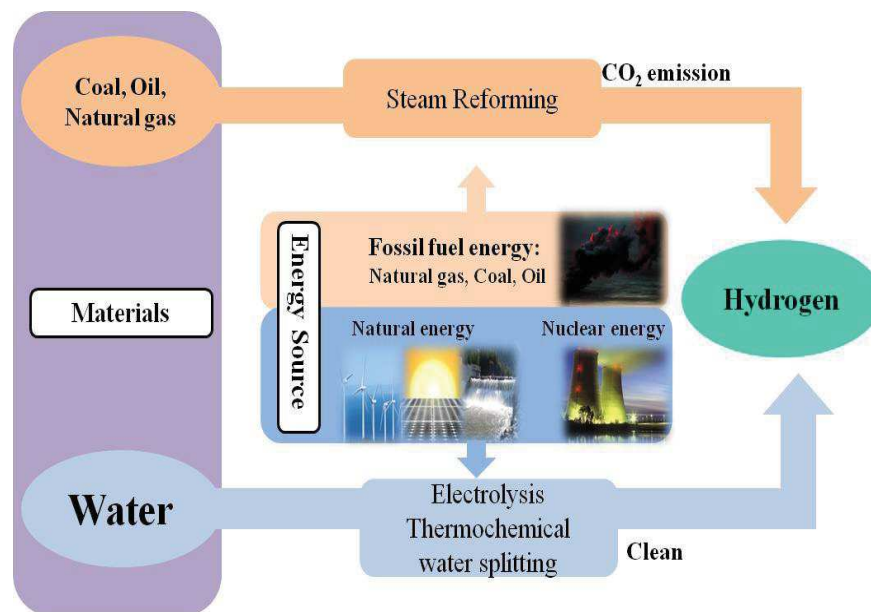 Coal, Oil,
Natural gas
Steam Reforming
CO₂ emission
Energy Source
Fossil fuel energy:
Natural gas, Coal, Oil
Materials
Natural energy
Nuclear energy
Hydrogen
Water
Electrolysis
Thermochemical
water splitting
Clean